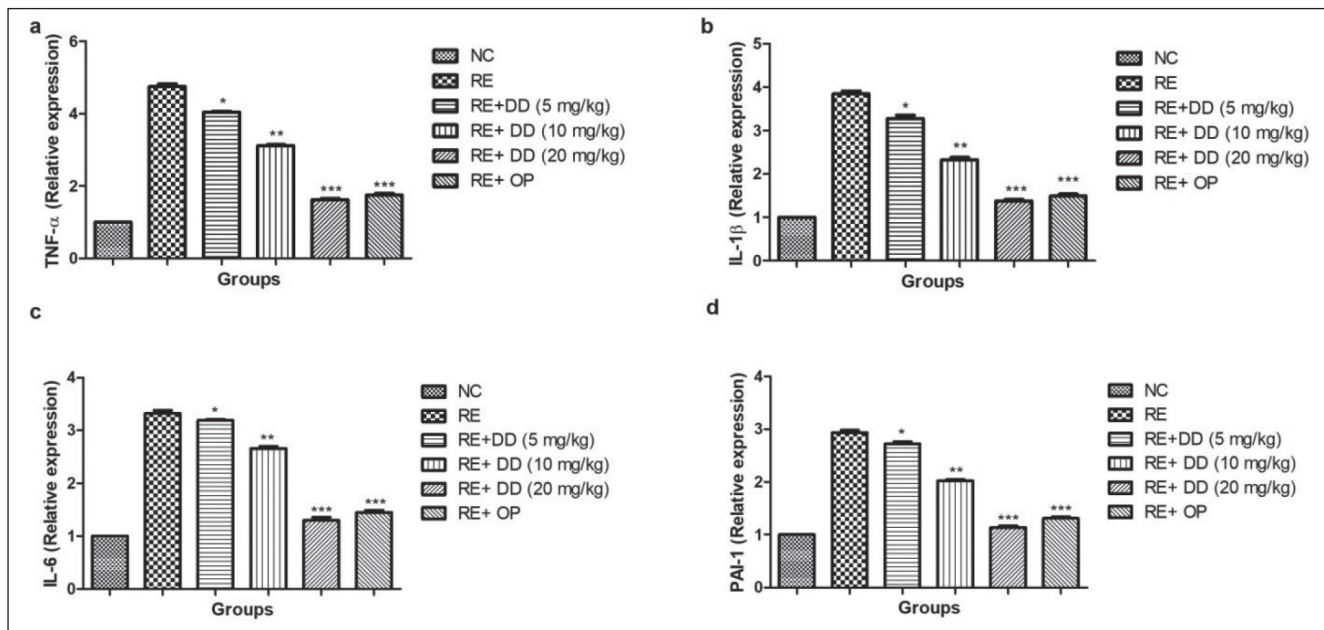 a
TNF-α (Relative expression)
6
4
2
0
*
**
***
***
Groups
NC
RE
RE+DD (5 mg/kg)
RE+ DD (10 mg/kg)
RE+ DD (20 mg/kg)
RE+ OP
b
IL-1β (Relative expression)
5
4
3
2
1
0
*
**
***
***
Groups
NC
RE
RE+DD (5 mg/kg)
RE+ DD (10 mg/kg)
RE+ DD (20 mg/kg)
RE+ OP
c
IL-6 (Relative expression)
4
3
2
1
0
*
**
***
***
Groups
NC
RE
RE+DD (5 mg/kg)
RE+ DD (10 mg/kg)
RE+ DD (20 mg/kg)
RE+ OP
d
PAI-1 (Relative expression)
4
3
2
1
0
*
**
***
***
Groups
NC
RE
RE+DD (5 mg/kg)
RE+ DD (10 mg/kg)
RE+ DD (20 mg/kg)
RE+ OP